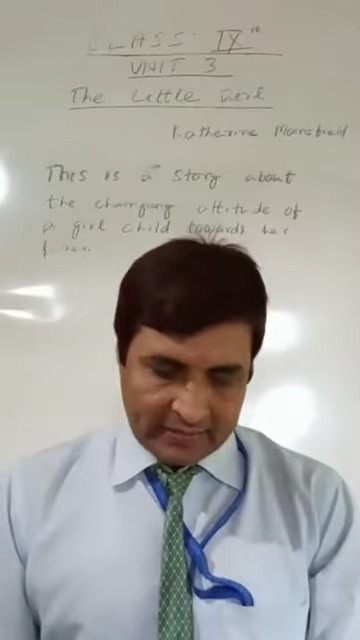 CLASS: IX th
UNIT 3
The Little Girl
Katherine Mansfield
This is a story about
the changing attitude of
a girl child towards her